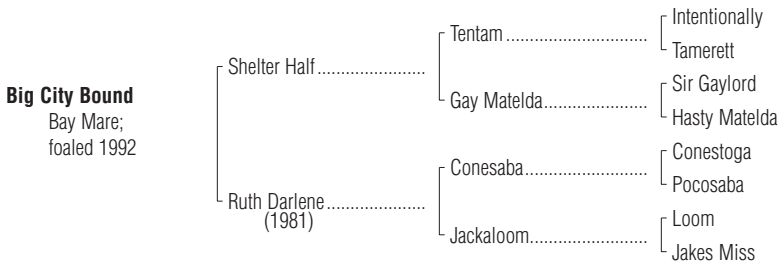 Intentionally
Tentam
Tamerett
Shelter Half
Sir Gaylord
Gay Matelda
Hasty Matelda
Big City Bound
Bay Mare;
foaled 1992
Conestoga
Conesaba
Pocosaba
Ruth Darlene
(1981)
Loom
Jackaloom
Jakes Miss